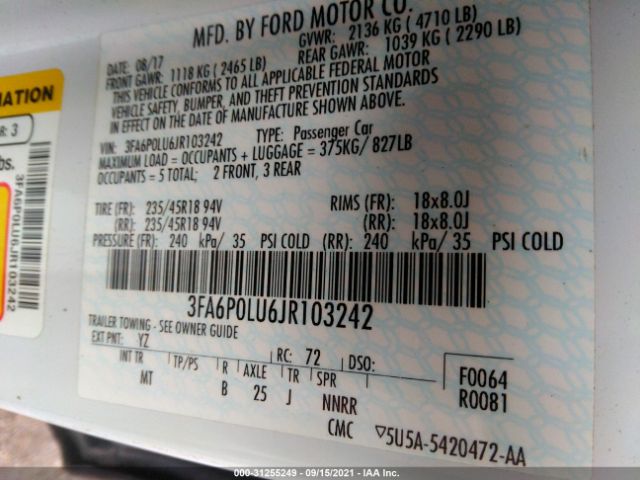 MFD. BY FORD MOTOR CO.
DATE: 08/17 GVWR: 2136 KG (4710 LB)
FRONT GAWR: 1118 KG (2465 LB) REAR GAWR: 1039 KG (2290 LB)
THIS VEHICLE CONFORMS TO ALL APPLICABLE FEDERAL MOTOR
VEHICLE SAFETY, BUMPER, AND THEFT PREVENTION STANDARDS
IN EFFECT ON THE DATE OF MANUFACTURE SHOWN ABOVE.
VIN: 3FA6P0LU6JR103242 TYPE: Passenger Car
MAXIMUM LOAD = OCCUPANTS + LUGGAGE = 375KG/ 827LB
OCCUPANTS = 5 TOTAL; 2 FRONT, 3 REAR
TIRE (FR): 235/45R18 94V RIMS (FR): 18x8.0J
(RR): 235/45R18 94V (RR): 18x8.0J
PRESSURE (FR): 240 kPa/ 35 PSI COLD (RR): 240 kPa/ 35 PSI COLD
3FA6P0LU6JR103242
TRAILER TOWING - SEE OWNER GUIDE
EXT PNT: YZ RC: 72 DSO:
INT TR TP/PS R AXLE TR SPR
MT B 25 J NNRR
F0064
R0081
CMC ▽5U5A-5420472-AA
MATION
R: 3
bs.
3FA6P0LU6JR103242
000-31255249 - 09/15/2021 - IAA Inc.